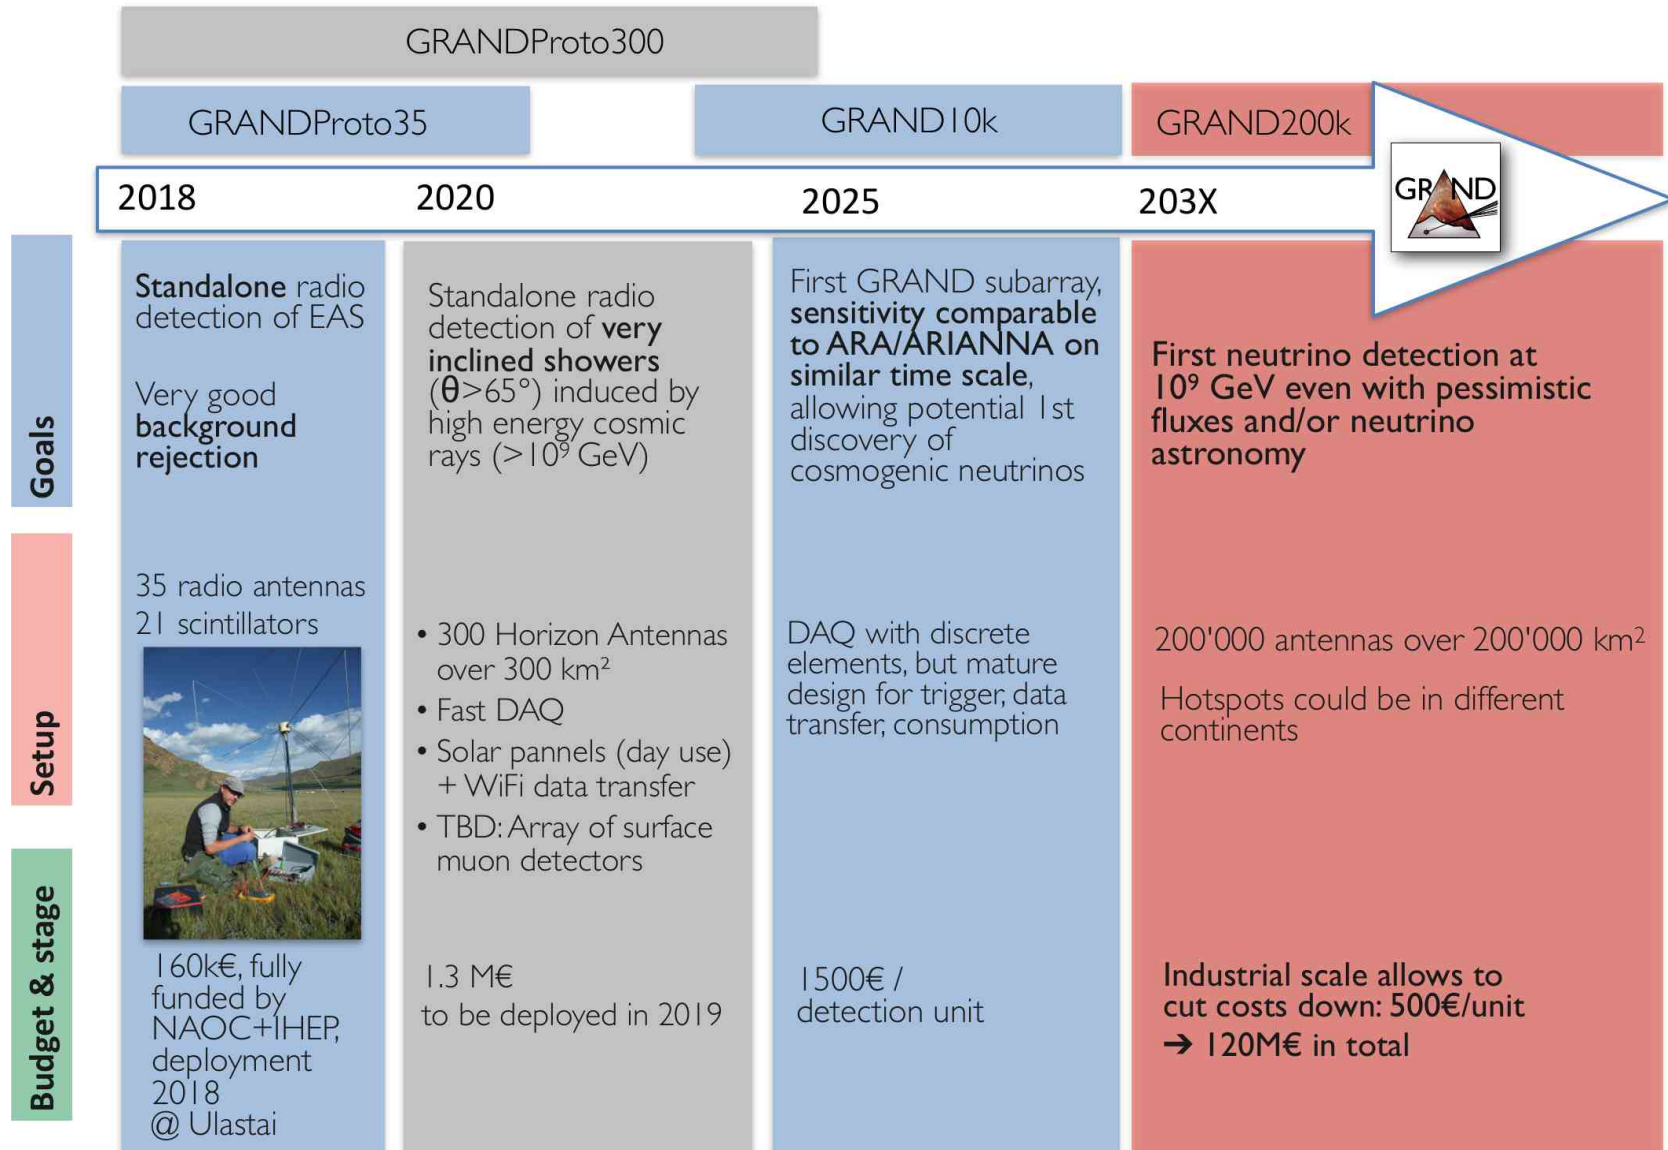 GRANDProto300
GRANDProto35
GRAND10k
GRAND200k
2018
2020
2025
203X
GRAND
Goals
Standalone radio
detection of EAS
Very good
background
rejection
Standalone radio
detection of very
inclined showers
(θ>65°) induced by
high energy cosmic
rays (>10⁹ GeV)
First GRAND subarray,
sensitivity comparable
to ARA/ARIANNA on
similar time scale,
allowing potential 1st
discovery of
cosmogenic neutrinos
First neutrino detection at
10⁹ GeV even with pessimistic
fluxes and/or neutrino
astronomy
Setup
35 radio antennas
21 scintillators
• 300 Horizon Antennas
over 300 km²
• Fast DAQ
• Solar pannels (day use)
+ WiFi data transfer
• TBD: Array of surface
muon detectors
DAQ with discrete
elements, but mature
design for trigger, data
transfer, consumption
200'000 antennas over 200'000 km²
Hotspots could be in different
continents
Budget & stage
160k€, fully
funded by
NAOC+IHEP,
deployment
2018
@ Ulastai
1.3 M€
to be deployed in 2019
1500€ /
detection unit
Industrial scale allows to
cut costs down: 500€/unit
→ 120M€ in total